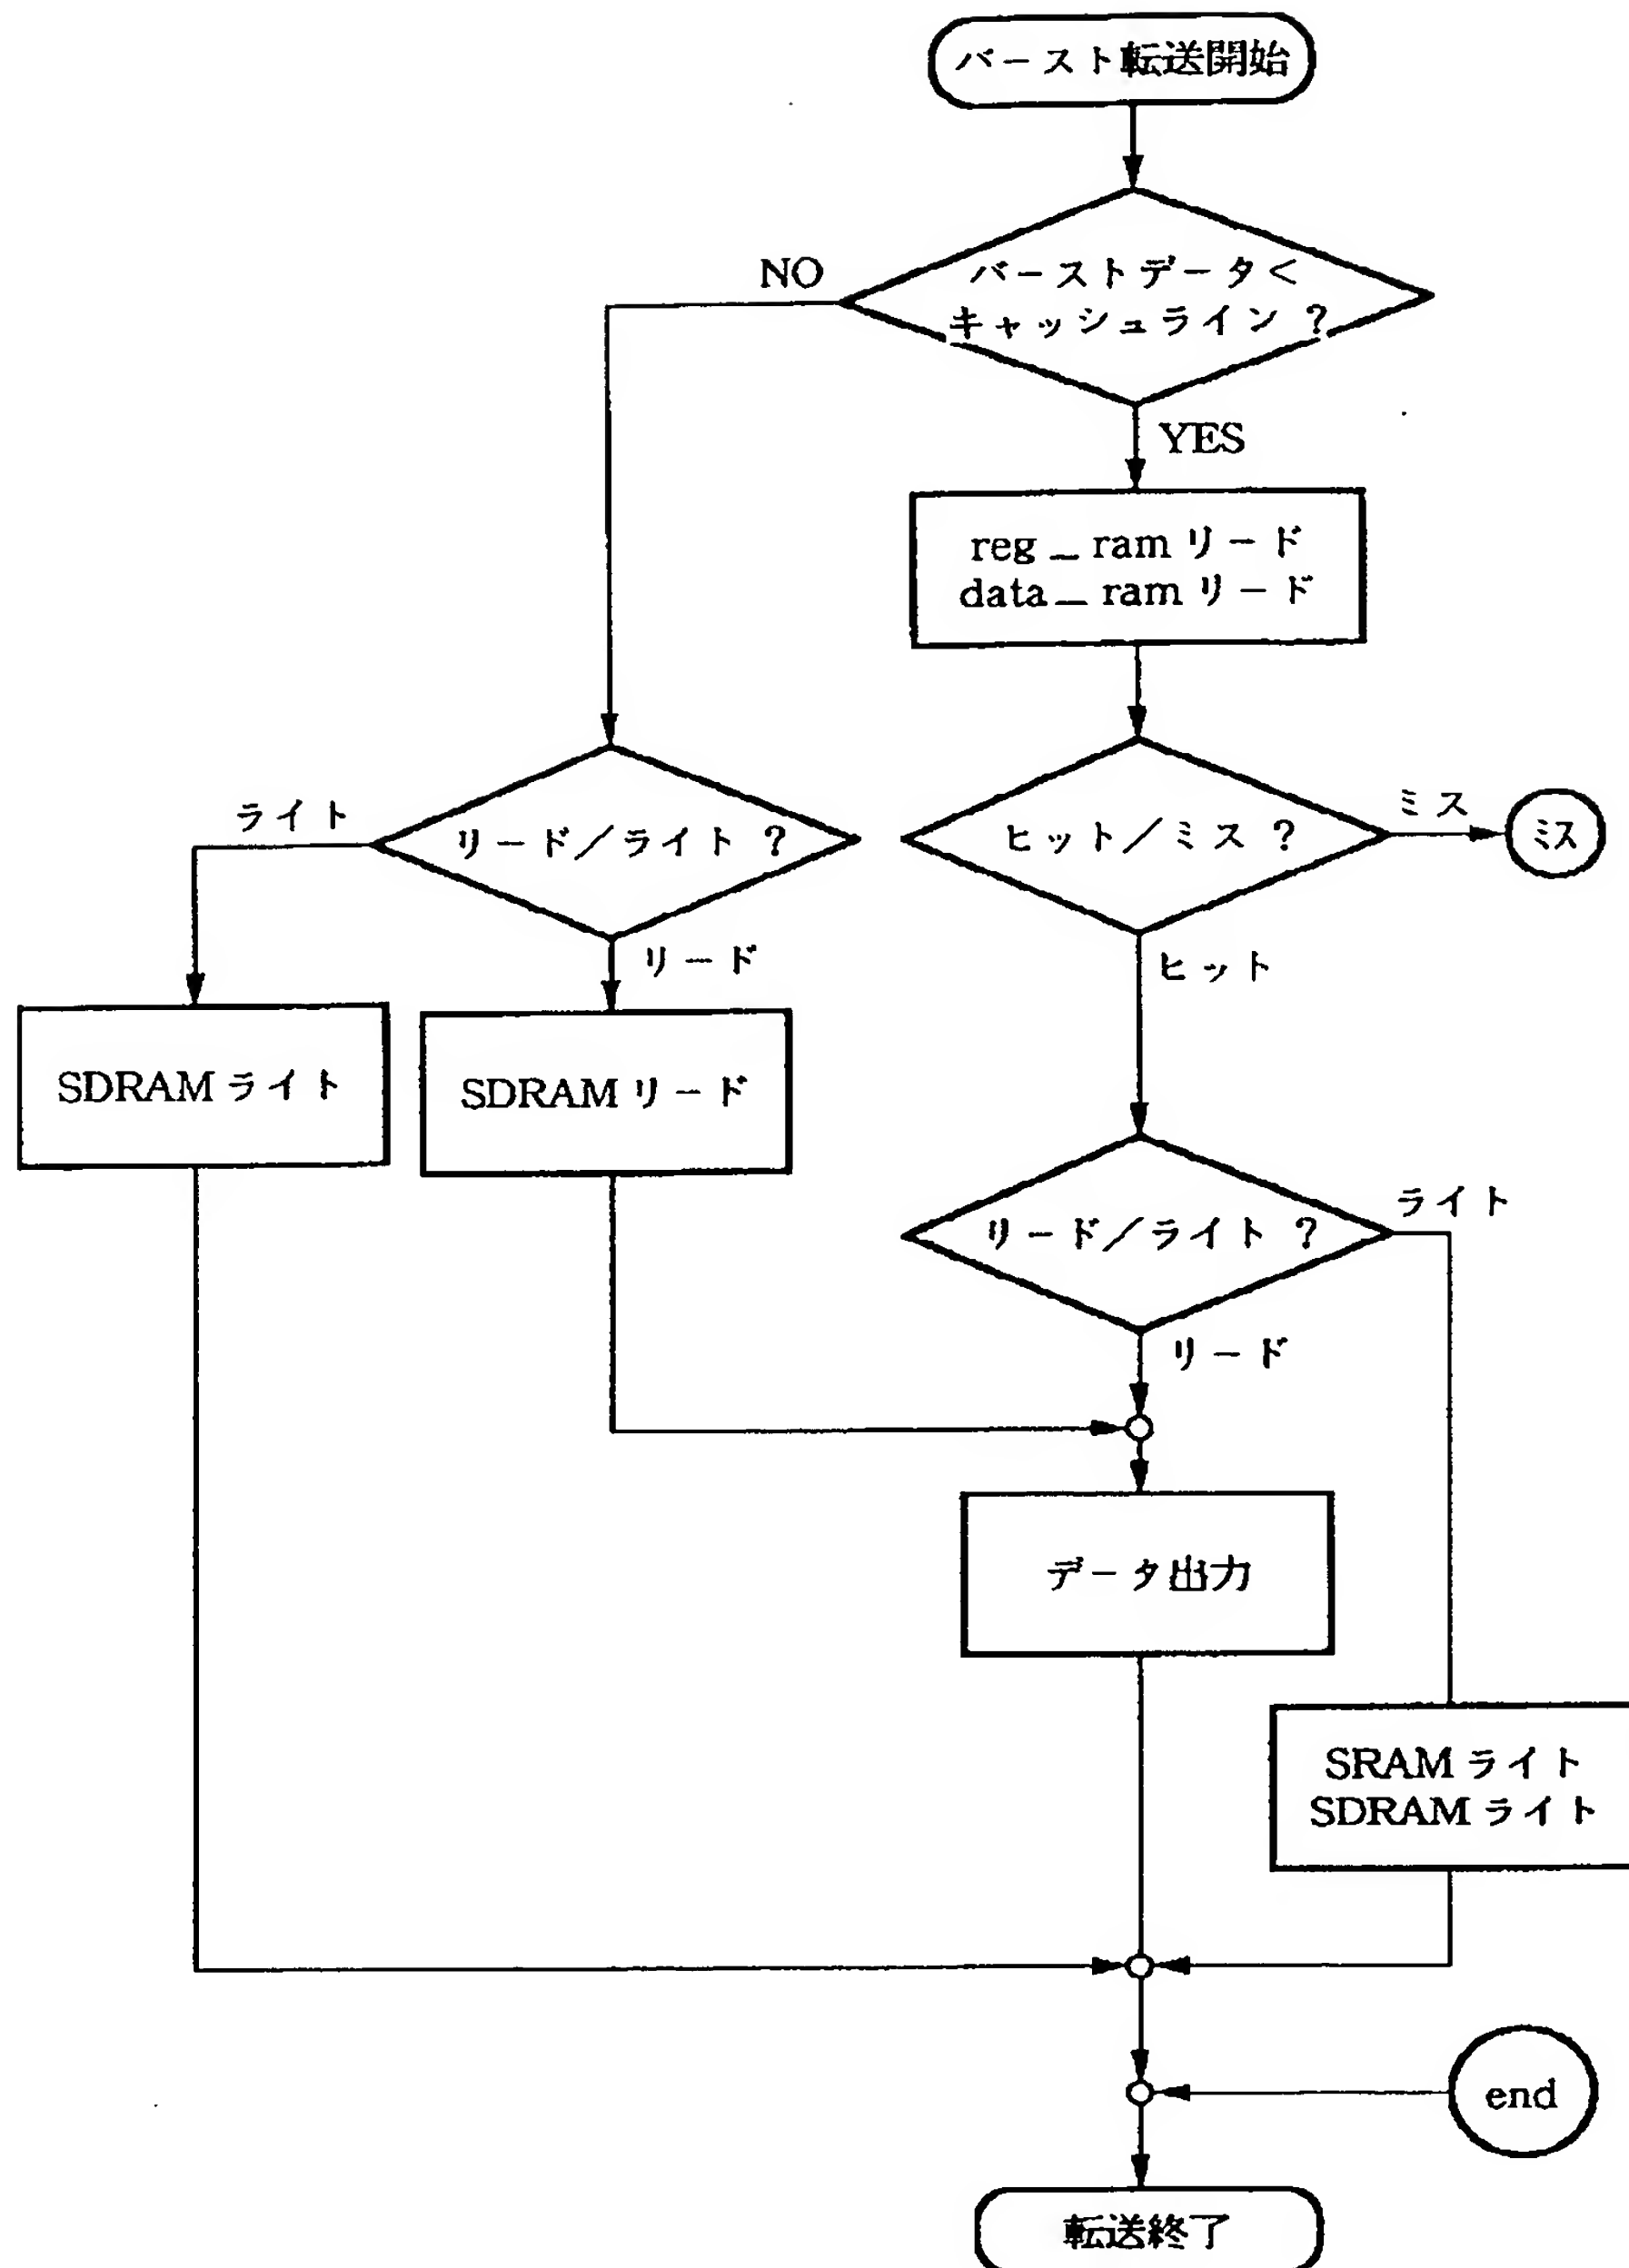 バースト転送開始
NO
バーストデータ<
キャッシュライン ?
YES
reg_ram リード
data_ram リード
ライト
リード/ライト ?
ヒット/ミス ?
ミス
ミス
リード
ヒット
SDRAM ライト
SDRAM リード
リード/ライト ?
ライト
リード
データ出力
SRAM ライト
SDRAM ライト
end
転送終了